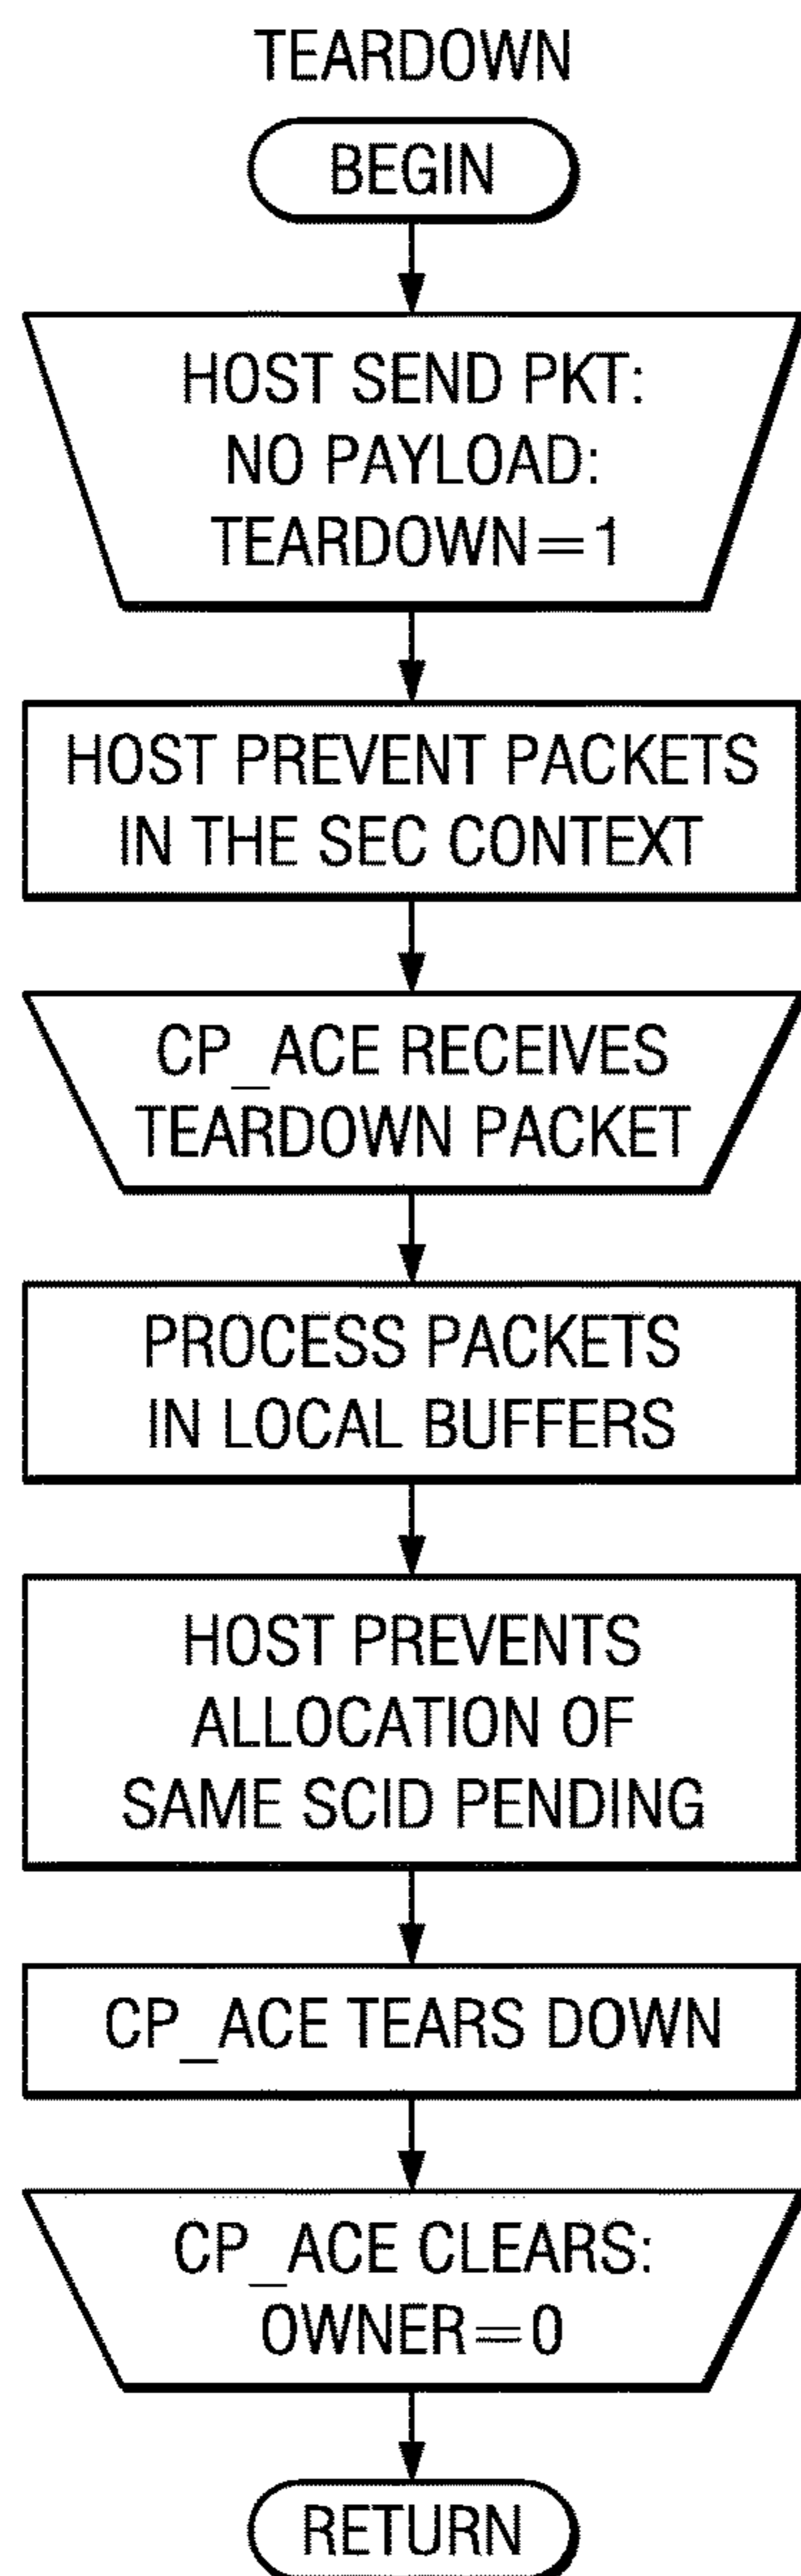 TEARDOWN
BEGIN
HOST SEND PKT:
NO PAYLOAD:
TEARDOWN=1
HOST PREVENT PACKETS
IN THE SEC CONTEXT
CP_ACE RECEIVES
TEARDOWN PACKET
PROCESS PACKETS
IN LOCAL BUFFERS
HOST PREVENTS
ALLOCATION OF
SAME SCID PENDING
CP_ACE TEARS DOWN
CP_ACE CLEARS:
OWNER=0
RETURN